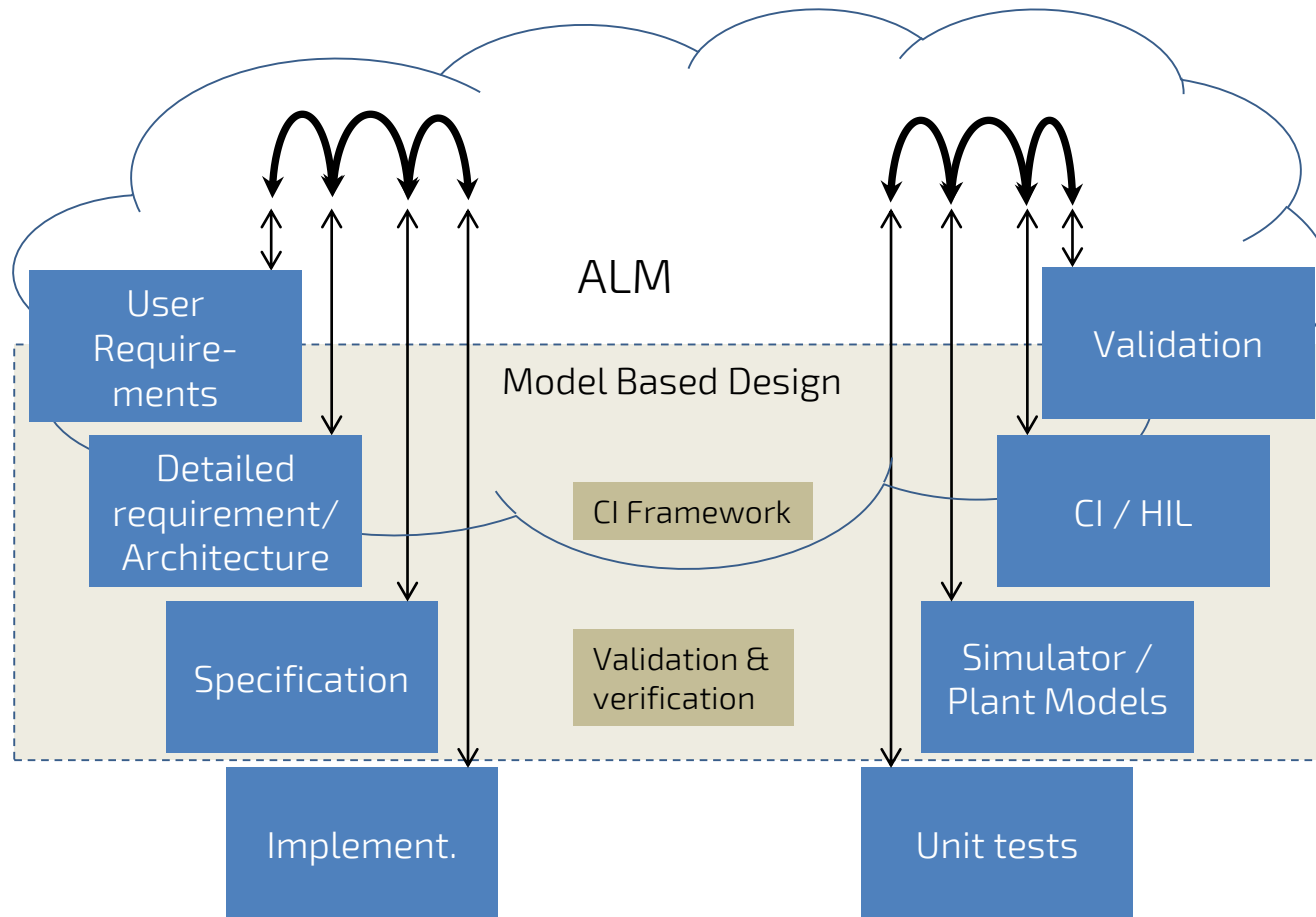 ALM
User
Require-
ments
Validation
Model Based Design
Detailed
requirement/
Architecture
CI Framework
CI / HIL
Specification
Validation &
verification
Simulator /
Plant Models
Implement.
Unit tests